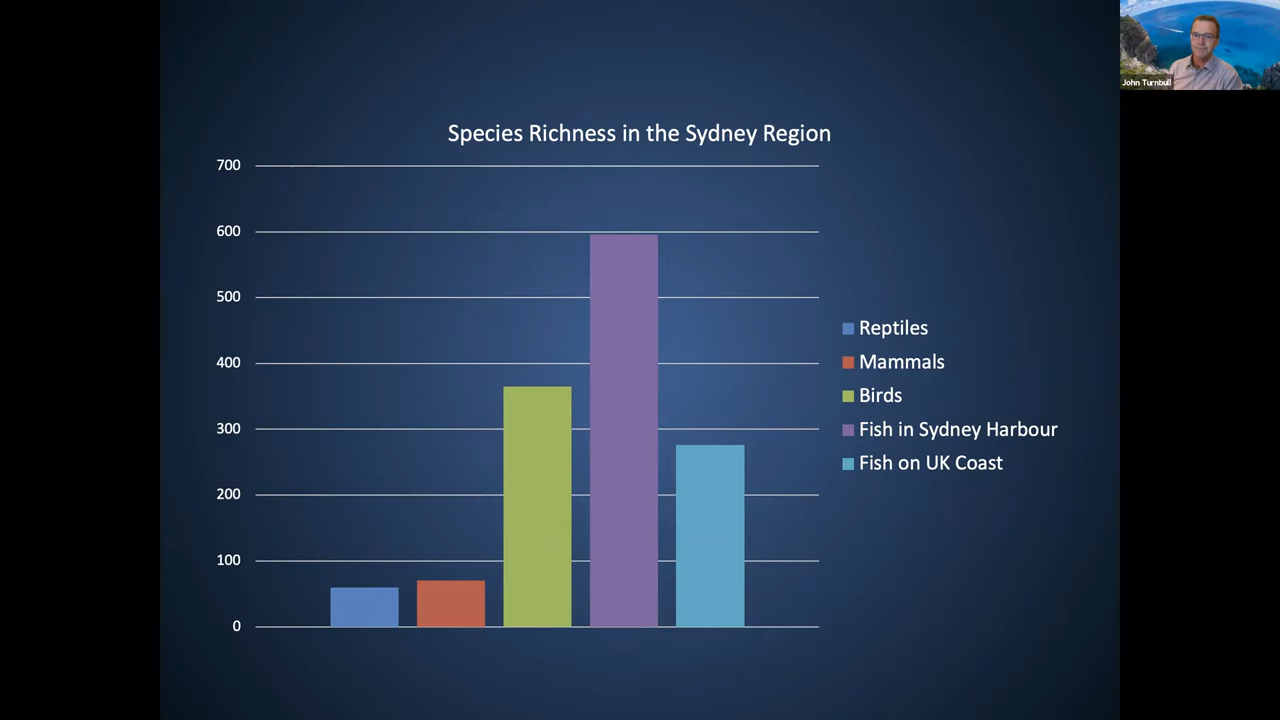 John Turnbull
Species Richness in the Sydney Region
700
600
500
400
300
200
100
0
Reptiles
Mammals
Birds
Fish in Sydney Harbour
Fish on UK Coast